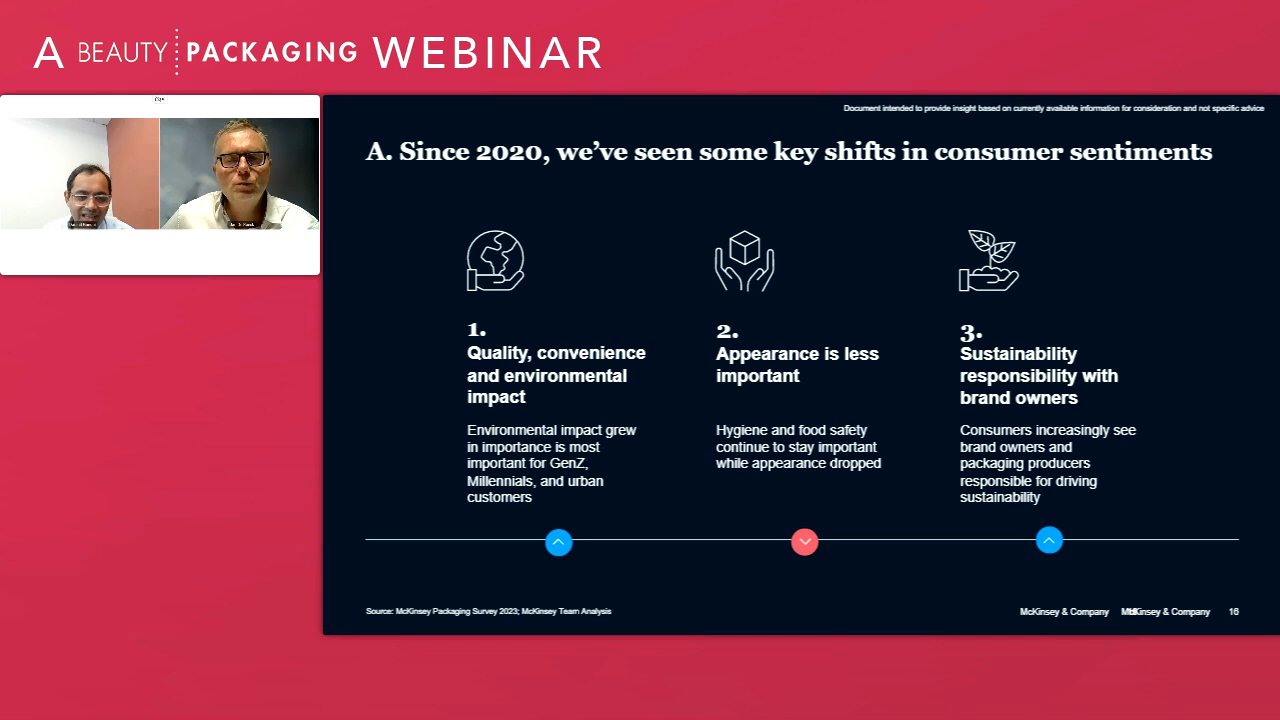 A BEAUTY PACKAGING WEBINAR
Document intended to provide insight based on currently available information for consideration and not specific advice
A. Since 2020, we've seen some key shifts in consumer sentiments
1.
Quality, convenience
and environmental
impact
Environmental impact grew
in importance is most
important for GenZ,
Millennials, and urban
customers
2.
Appearance is less
important
Hygiene and food safety
continue to stay important
while appearance dropped
3.
Sustainability
responsibility with
brand owners
Consumers increasingly see
brand owners and
packaging producers
responsible for driving
sustainability
Source: McKinsey Packaging Survey 2023; McKinsey Team Analysis
McKinsey & Company
McKinsey & Company
16